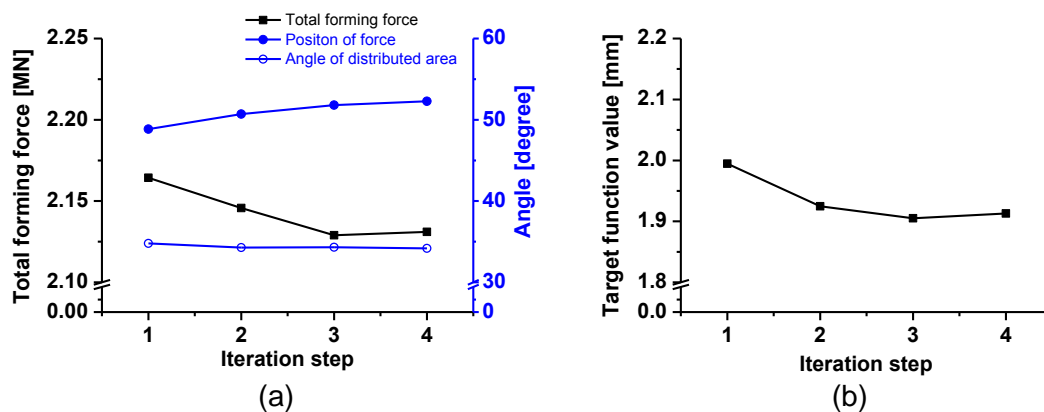 Total forming force
Positon of force
Angle of distributed area
Total forming force [MN]
2.25
2.20
2.15
2.10
0.00
60
50
40
30
0
Angle [degree]
1 2 3 4
Iteration step
(a)
Target function value [mm]
2.2
2.1
2.0
1.9
1.8
0.0
1 2 3 4
Iteration step
(b)